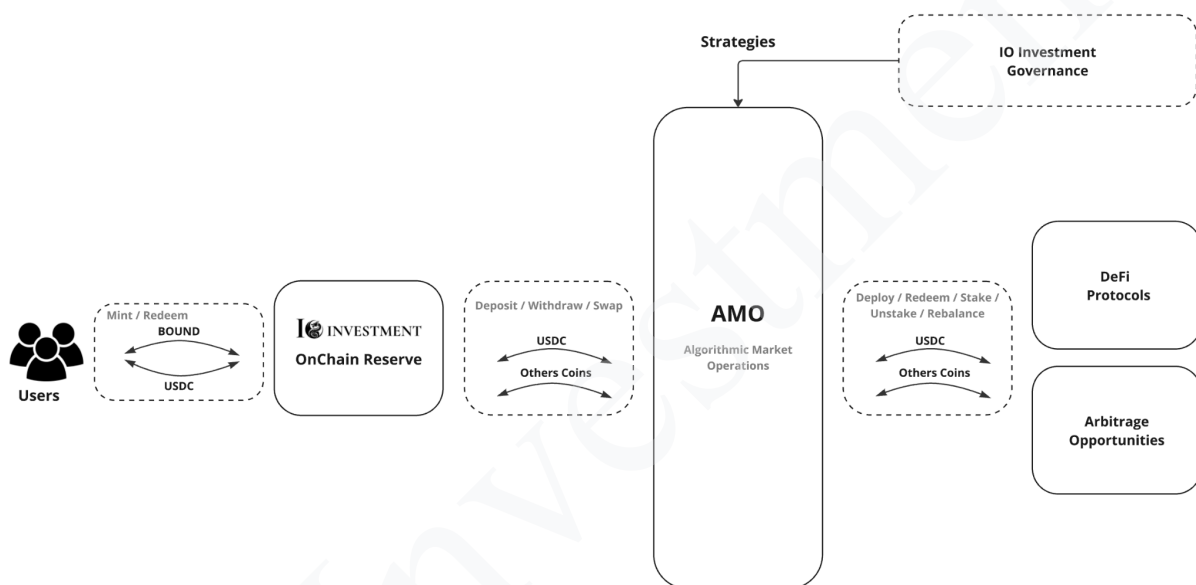 Strategies
IO Investment
Governance
Mint / Redeem
BOUND
USDC
Users
IO INVESTMENT
OnChain Reserve
Deposit / Withdraw / Swap
USDC
Others Coins
AMO
Algorithmic Market
Operations
Deploy / Redeem / Stake /
Unstake / Rebalance
USDC
Others Coins
DeFi
Protocols
Arbitrage
Opportunities
Investment